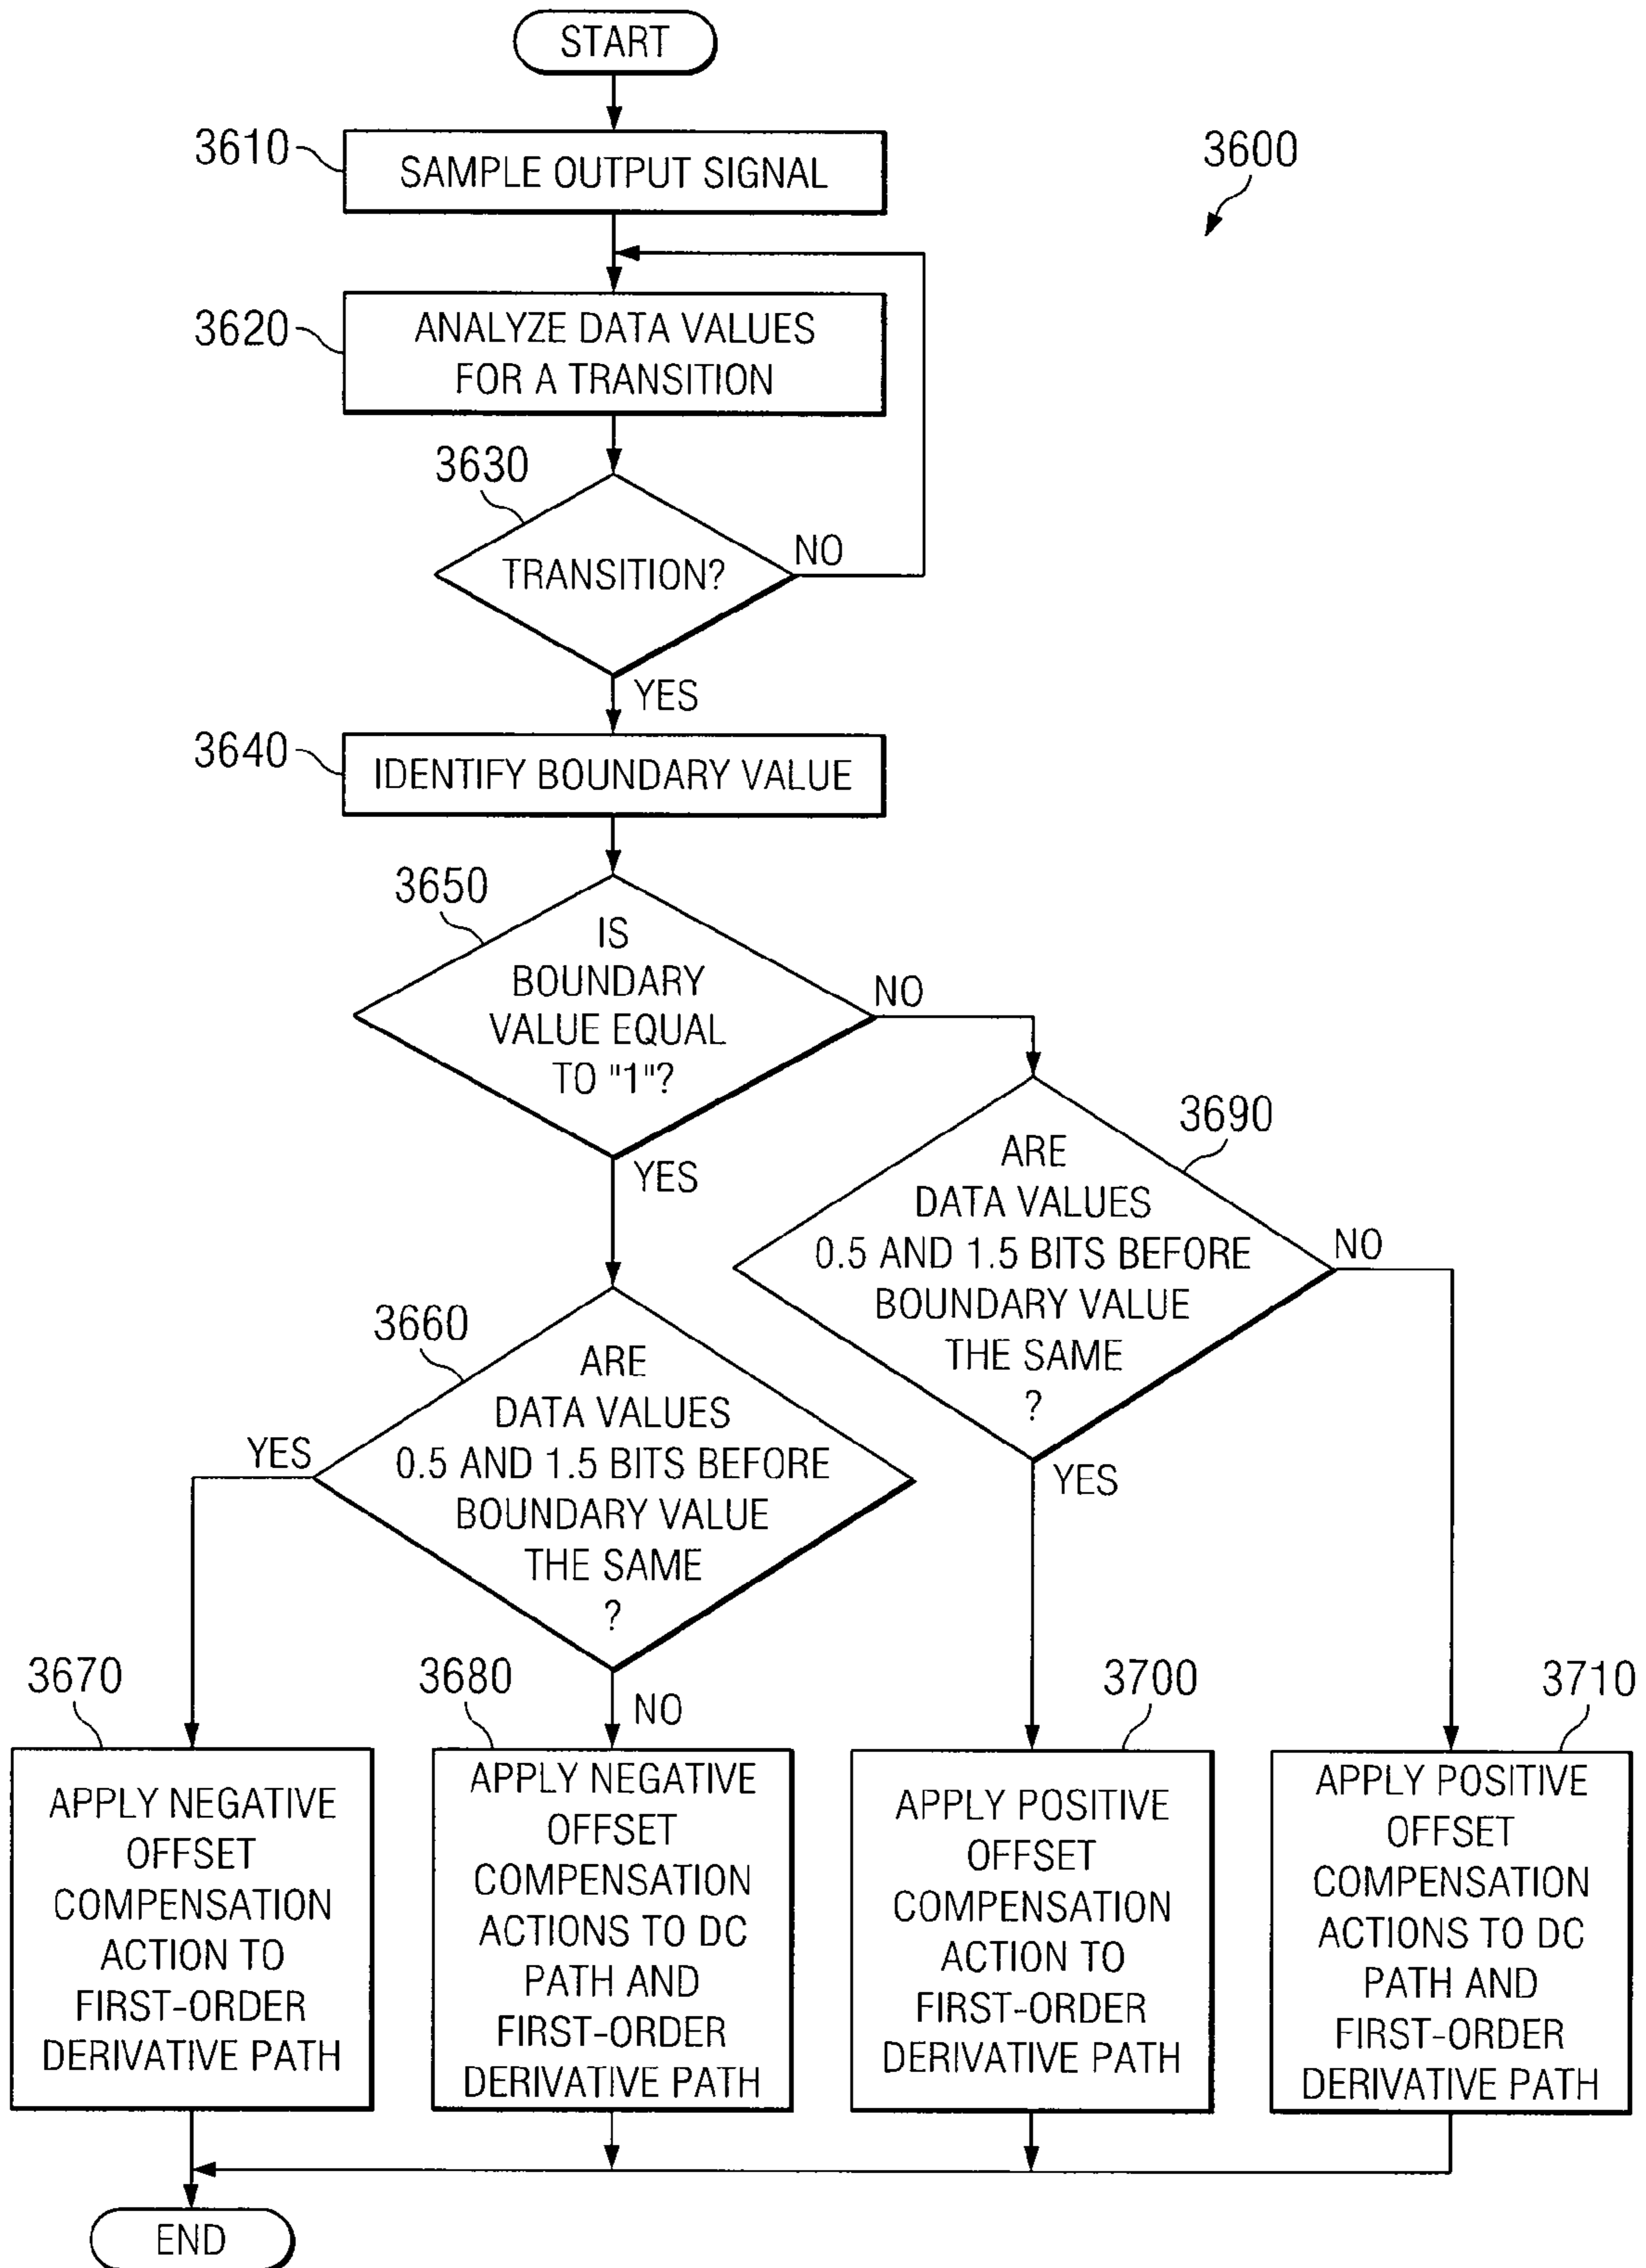 START
3610
SAMPLE OUTPUT SIGNAL
3600
3620
ANALYZE DATA VALUES
FOR A TRANSITION
3630
TRANSITION?
NO
YES
3640
IDENTIFY BOUNDARY VALUE
3650
IS
BOUNDARY
VALUE EQUAL
TO "1"?
NO
YES
3690
ARE
DATA VALUES
0.5 AND 1.5 BITS BEFORE
BOUNDARY VALUE
THE SAME
?
NO
YES
3660
ARE
DATA VALUES
0.5 AND 1.5 BITS BEFORE
BOUNDARY VALUE
THE SAME
?
YES
NO
3670
APPLY NEGATIVE
OFFSET
COMPENSATION
ACTION TO
FIRST-ORDER
DERIVATIVE PATH
3680
APPLY NEGATIVE
OFFSET
COMPENSATION
ACTIONS TO DC
PATH AND
FIRST-ORDER
DERIVATIVE PATH
3700
APPLY POSITIVE
OFFSET
COMPENSATION
ACTION TO
FIRST-ORDER
DERIVATIVE PATH
3710
APPLY POSITIVE
OFFSET
COMPENSATION
ACTIONS TO DC
PATH AND
FIRST-ORDER
DERIVATIVE PATH
END